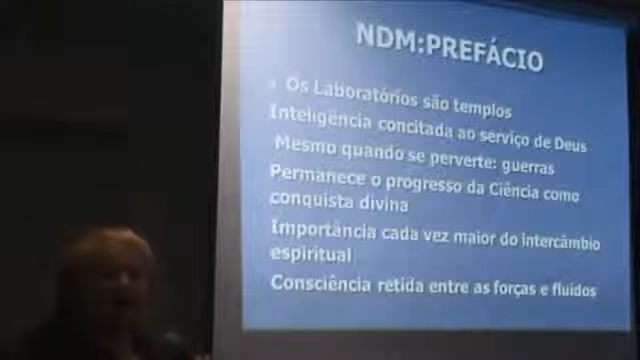 NDM:PREFÁCIO
Os Laboratórios são templos
Inteligência concitada ao serviço de Deus
Mesmo quando se perverte: guerras
Permanece o progresso da Ciência como
conquista divina
Importância cada vez maior do intercâmbio
espiritual
Consciência retida entre as forças e fluidos